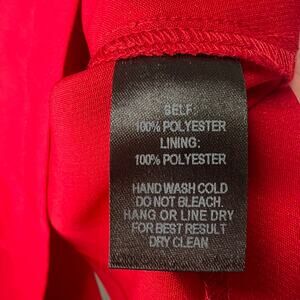 SELF:
100% POLYESTER
LINING:
100% POLYESTER
HAND WASH COLD
DO NOT BLEACH.
HANG OR LINE DRY
FOR BEST RESULT
DRY CLEAN